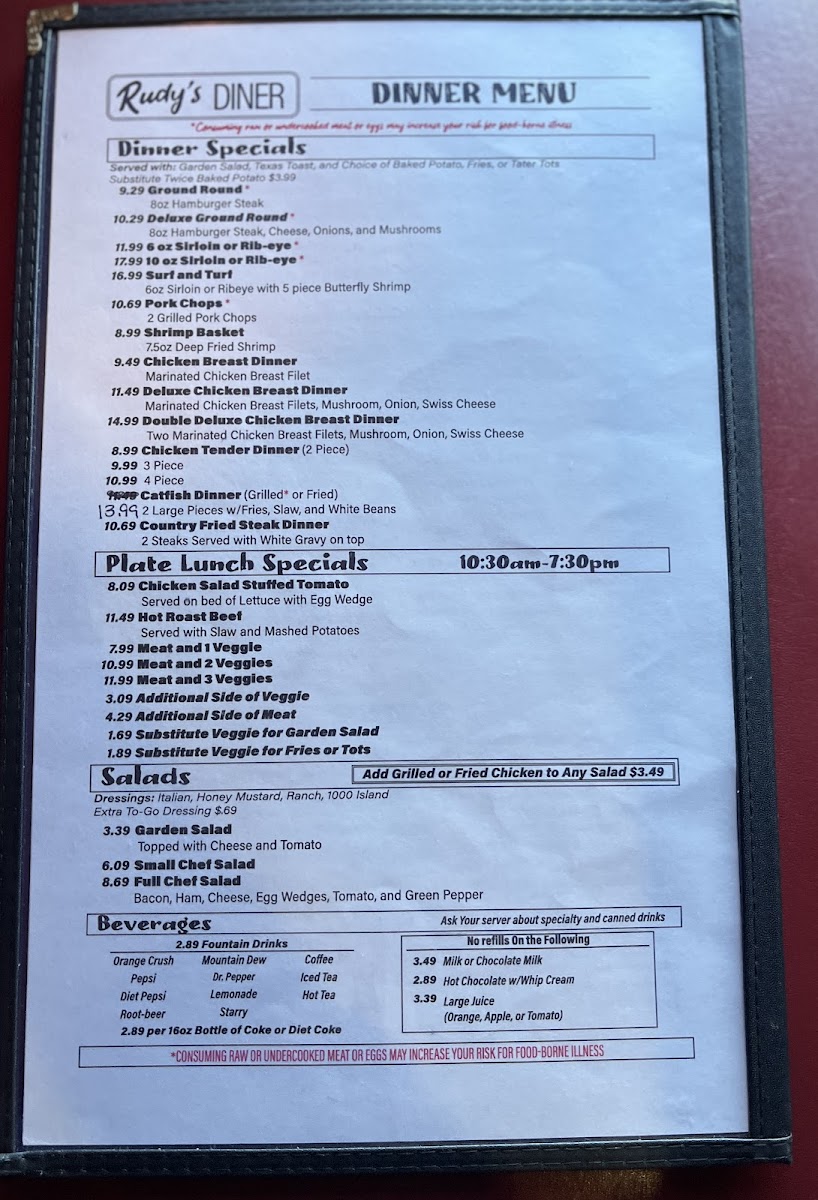 Rudy's DINER
DINNER MENU
*Consuming raw or undercooked meat or eggs may increase your risk for food-borne illness
Dinner Specials
Served with: Garden Salad, Texas Toast, and Choice of Baked Potato, Fries, or Tater Tots
Substitute Twice Baked Potato $3.99
9.29 Ground Round *
8oz Hamburger Steak
10.29 Deluxe Ground Round *
8oz Hamburger Steak, Cheese, Onions, and Mushrooms
11.99 6 oz Sirloin or Rib-eye *
17.99 10 oz Sirloin or Rib-eye *
16.99 Surf and Turf
6oz Sirloin or Ribeye with 5 piece Butterfly Shrimp
10.69 Pork Chops *
2 Grilled Pork Chops
8.99 Shrimp Basket
7.5oz Deep Fried Shrimp
9.49 Chicken Breast Dinner
Marinated Chicken Breast Filet
11.49 Deluxe Chicken Breast Dinner
Marinated Chicken Breast Filets, Mushroom, Onion, Swiss Cheese
14.99 Double Deluxe Chicken Breast Dinner
Two Marinated Chicken Breast Filets, Mushroom, Onion, Swiss Cheese
8.99 Chicken Tender Dinner (2 Piece)
9.99 3 Piece
10.99 4 Piece
Catfish Dinner (Grilled* or Fried)
13.99 2 Large Pieces w/Fries, Slaw, and White Beans
10.69 Country Fried Steak Dinner
2 Steaks Served with White Gravy on top
Plate Lunch Specials 10:30am-7:30pm
8.09 Chicken Salad Stuffed Tomato
Served on bed of Lettuce with Egg Wedge
11.49 Hot Roast Beef
Served with Slaw and Mashed Potatoes
7.99 Meat and 1 Veggie
10.99 Meat and 2 Veggies
11.99 Meat and 3 Veggies
3.09 Additional Side of Veggie
4.29 Additional Side of Meat
1.69 Substitute Veggie for Garden Salad
1.89 Substitute Veggie for Fries or Tots
Salads
Add Grilled or Fried Chicken to Any Salad $3.49
Dressings: Italian, Honey Mustard, Ranch, 1000 Island
Extra To-Go Dressing $.69
3.39 Garden Salad
Topped with Cheese and Tomato
6.09 Small Chef Salad
8.69 Full Chef Salad
Bacon, Ham, Cheese, Egg Wedges, Tomato, and Green Pepper
Beverages
Ask Your server about specialty and canned drinks
2.89 Fountain Drinks
Orange Crush Mountain Dew Coffee
Pepsi Dr. Pepper Iced Tea
Diet Pepsi Lemonade Hot Tea
Root-beer Starry
2.89 per 16oz Bottle of Coke or Diet Coke
No refills On the Following
3.49 Milk or Chocolate Milk
2.89 Hot Chocolate w/Whip Cream
3.39 Large Juice
(Orange, Apple, or Tomato)
*CONSUMING RAW OR UNDERCOOKED MEAT OR EGGS MAY INCREASE YOUR RISK FOR FOOD-BORNE ILLNESS